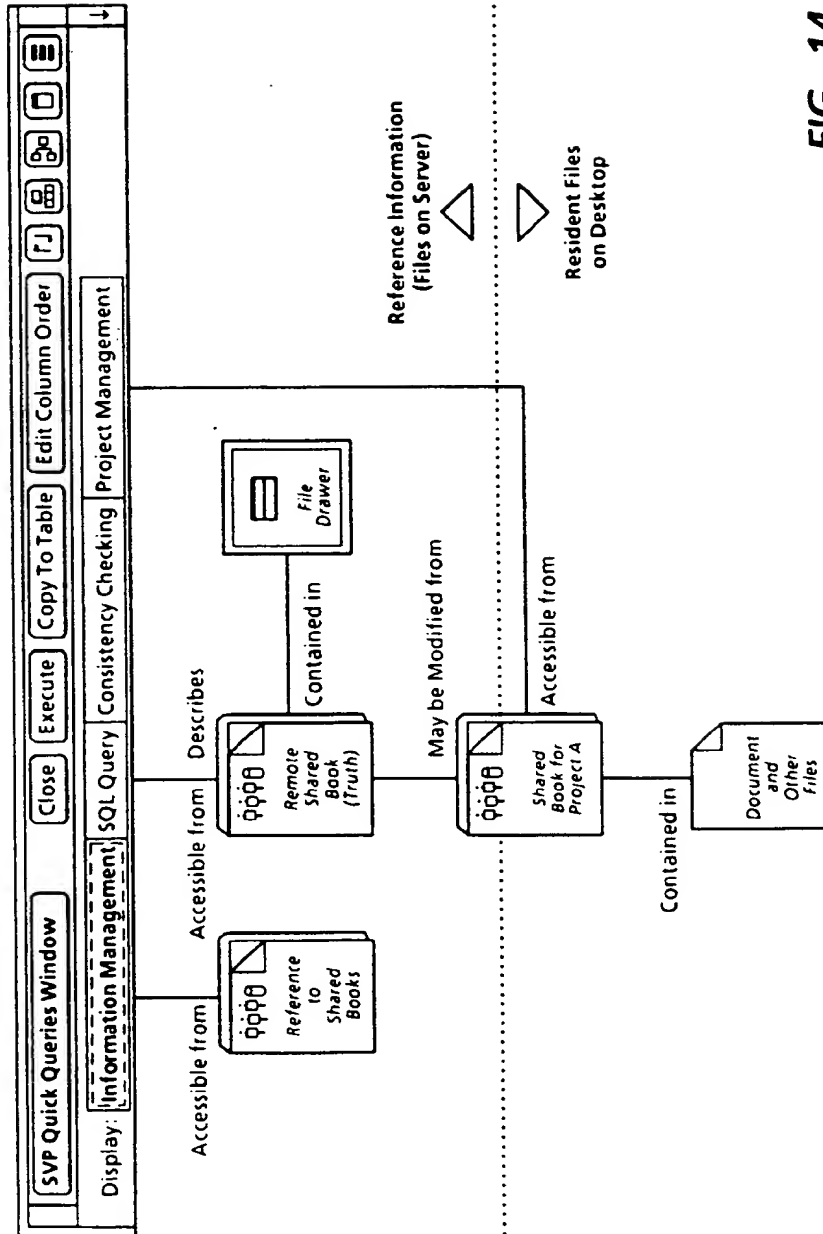 SVP Quick Queries Window
Close
Execute
Copy To Table
Edit Column Order
Display:
Information Management
SQL Query
Consistency Checking
Project Management
Accessible from
Accessible from
Describes
Reference
to
Shared
Books
Remote
Shared
Book
(Truth)
Contained in
File
Drawer
May be Modified from
Reference Information
(Files on Server)
Resident Files
on Desktop
Shared
Book for
Project A
Accessible from
Contained in
Document
and
Other
Files
FIG. 14